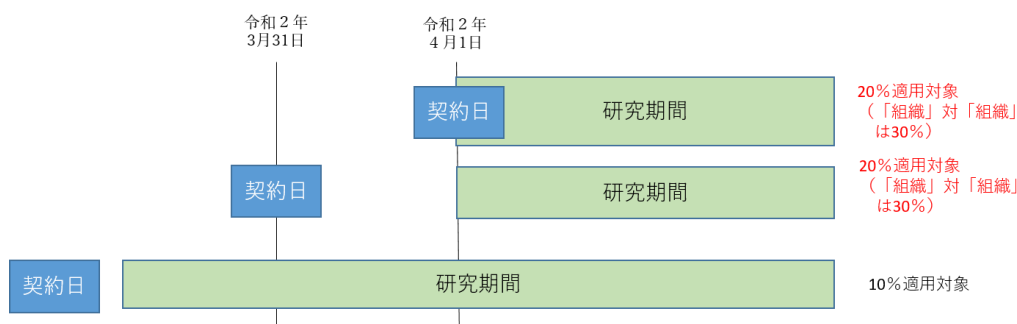 令和２年
3月31日
令和２年
４月1日
契約日
研究期間
20％適用対象
（「組織」対「組織」
は30％）
契約日
研究期間
20％適用対象
（「組織」対「組織」
は30％）
契約日
研究期間
10％適用対象